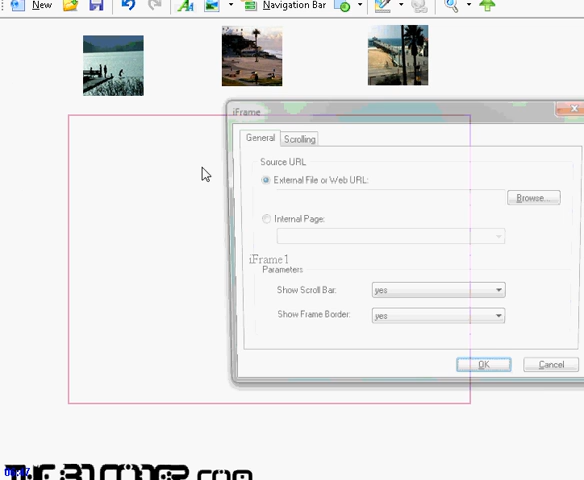 New
Navigation Bar
iFrame
General Scrolling
Source URL
External File or Web URL:
Browse...
Internal Page:
iFrame1
Parameters
Show Scroll Bar: yes
Show Frame Border: yes
OK Cancel